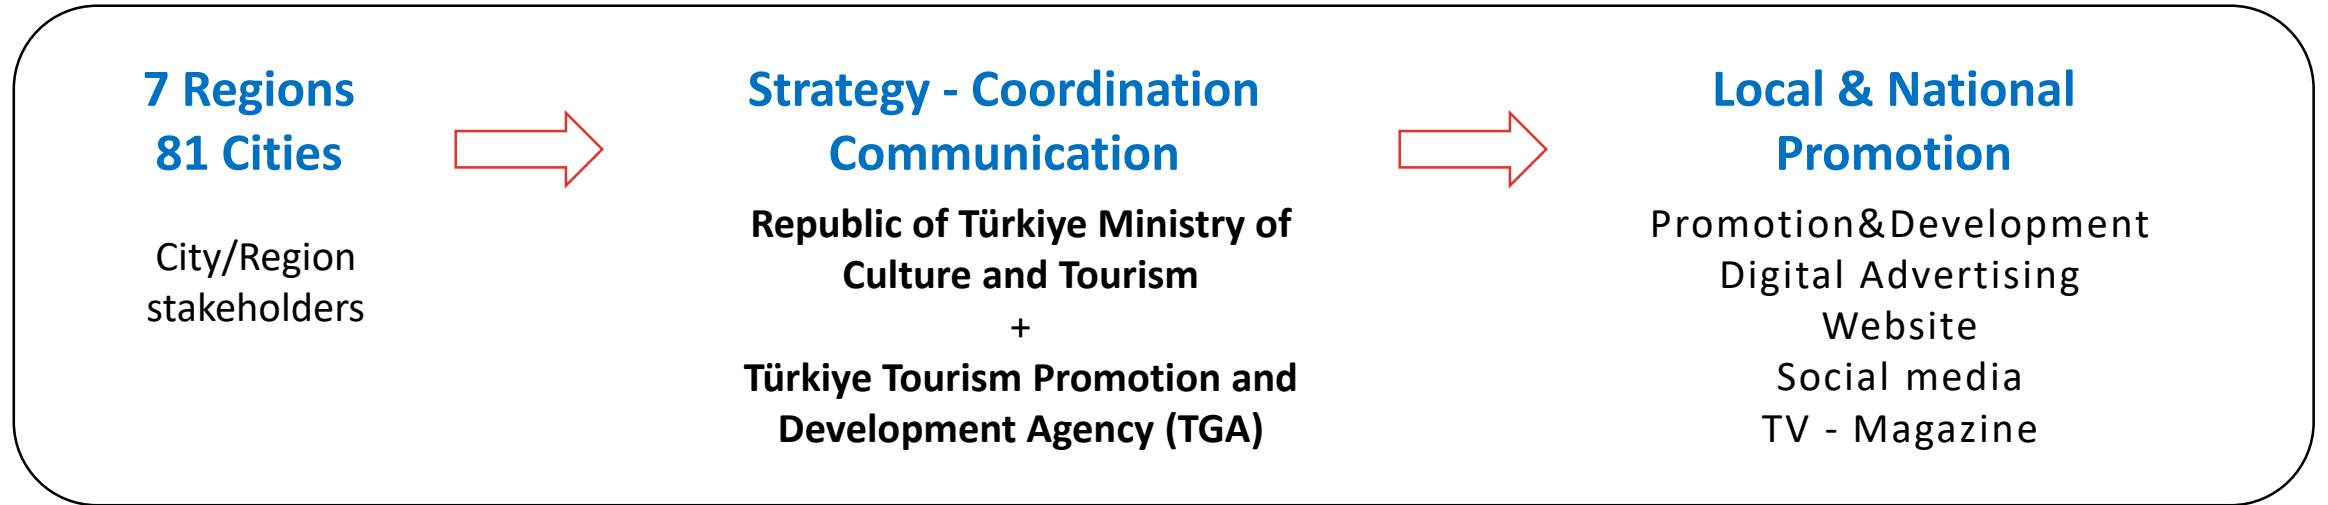 7 Regions
81 Cities
City/Region
stakeholders
Strategy - Coordination
Communication
Republic of Türkiye Ministry of
Culture and Tourism
+
Türkiye Tourism Promotion and
Development Agency (TGA)
Local & National
Promotion
Promotion&Development
Digital Advertising
Website
Social media
TV - Magazine